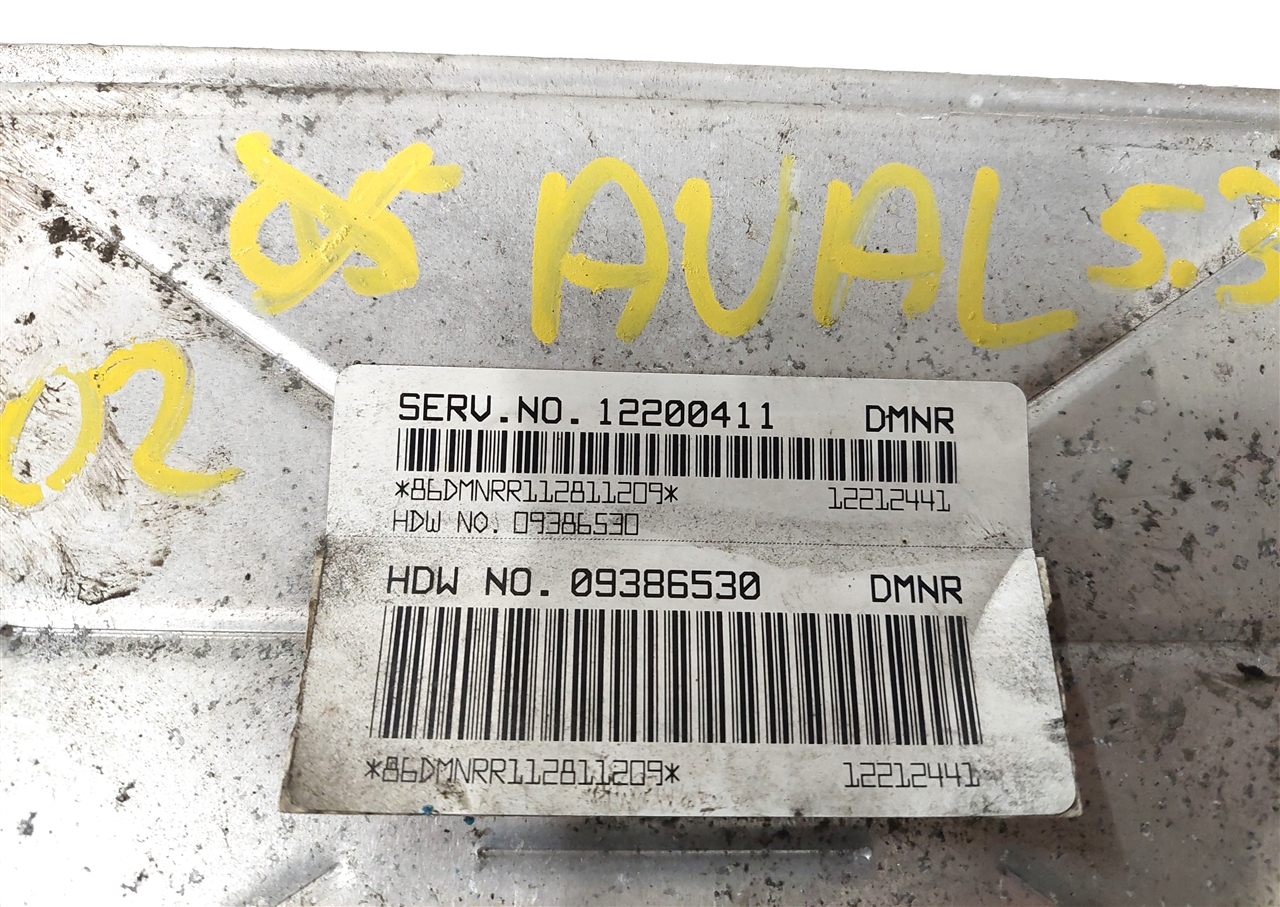 05 AVAL 5.3
02
SERV.NO. 12200411 DMNR
*86DMNRR112811209* 12212441
HDW NO. 09386530
HDW NO. 09386530 DMNR
*86DMNRR112811209* 12212441